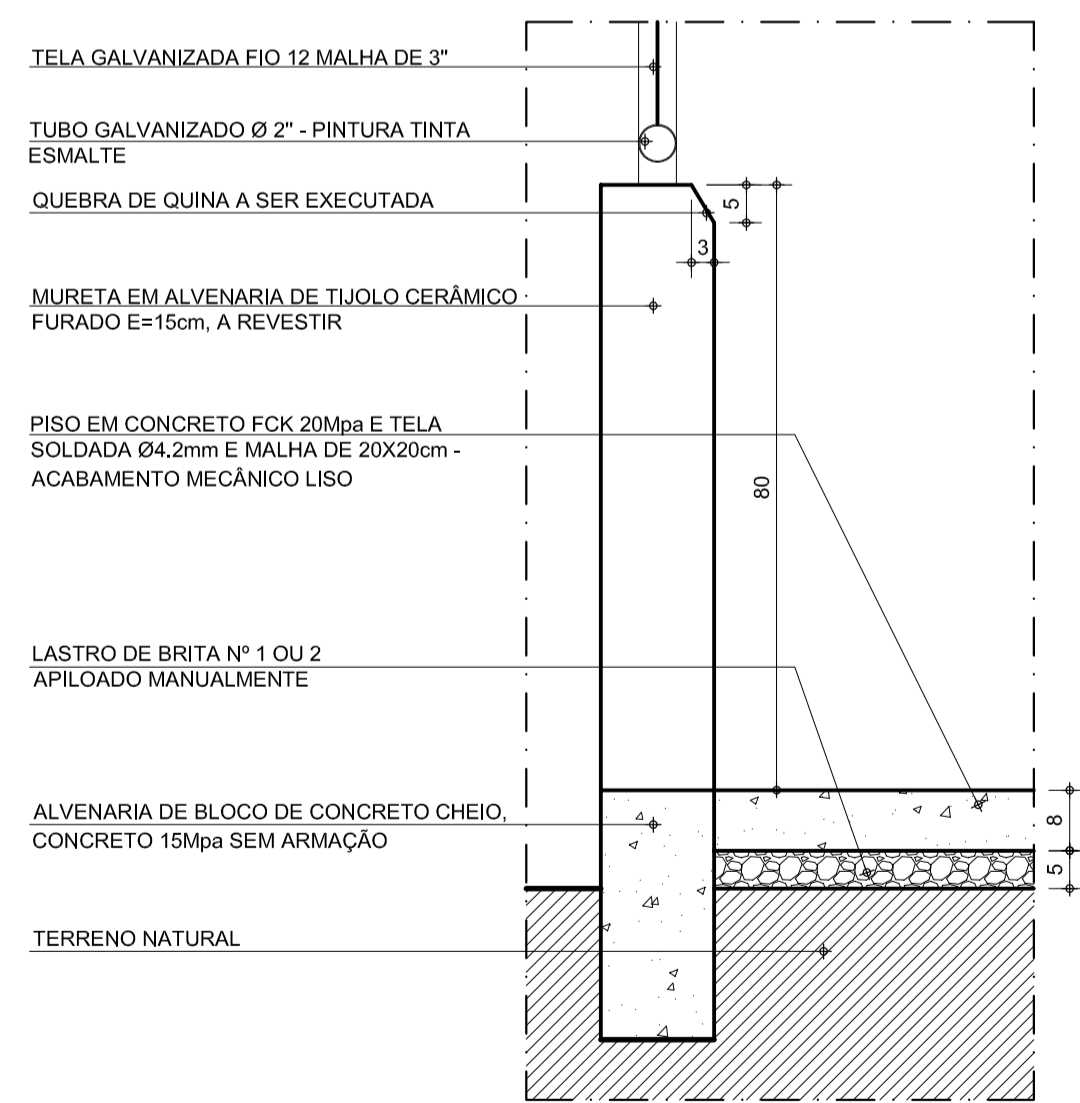 TELA GALVANIZADA FIO 12 MALHA DE 3"
TUBO GALVANIZADO Ø 2" - PINTURA TINTA
ESMALTE
QUEBRA DE QUINA A SER EXECUTADA
5
3
MURETA EM ALVENARIA DE TIJOLO CERÂMICO
FURADO E=15cm, A REVESTIR
PISO EM CONCRETO FCK 20Mpa E TELA
SOLDADA Ø4.2mm E MALHA DE 20X20cm -
ACABAMENTO MECÂNICO LISO
80
LASTRO DE BRITA Nº 1 OU 2
APILOADO MANUALMENTE
ALVENARIA DE BLOCO DE CONCRETO CHEIO,
CONCRETO 15Mpa SEM ARMAÇÃO
8
5
TERRENO NATURAL